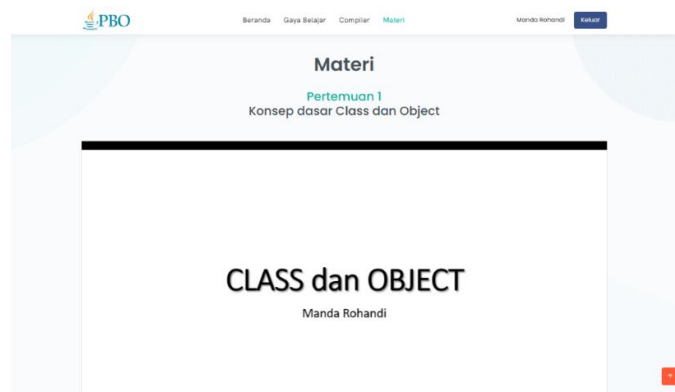 PBO
Beranda Gaya Belajar Compiler Materi Manda Rohandi Keluar
Materi
Pertemuan 1
Konsep dasar Class dan Object
CLASS dan OBJECT
Manda Rohandi